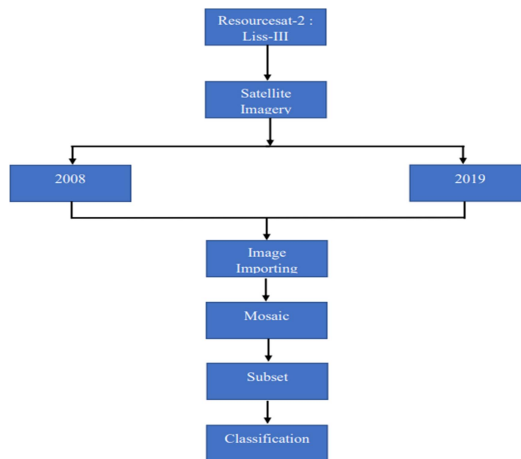 Resourcesat-2 :
Liss-III
Satellite
Imagery
2008
2019
Image
Importing
Mosaic
Subset
Classification